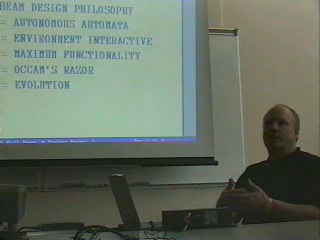 BEAM DESIGN PHILOSOPHY
= AUTONOMOUS AUTOMATA
= ENVIRONMENT INTERACTIVE
= MAXIMUM FUNCTIONALITY
= OCCAM'S RAZOR
= EVOLUTION